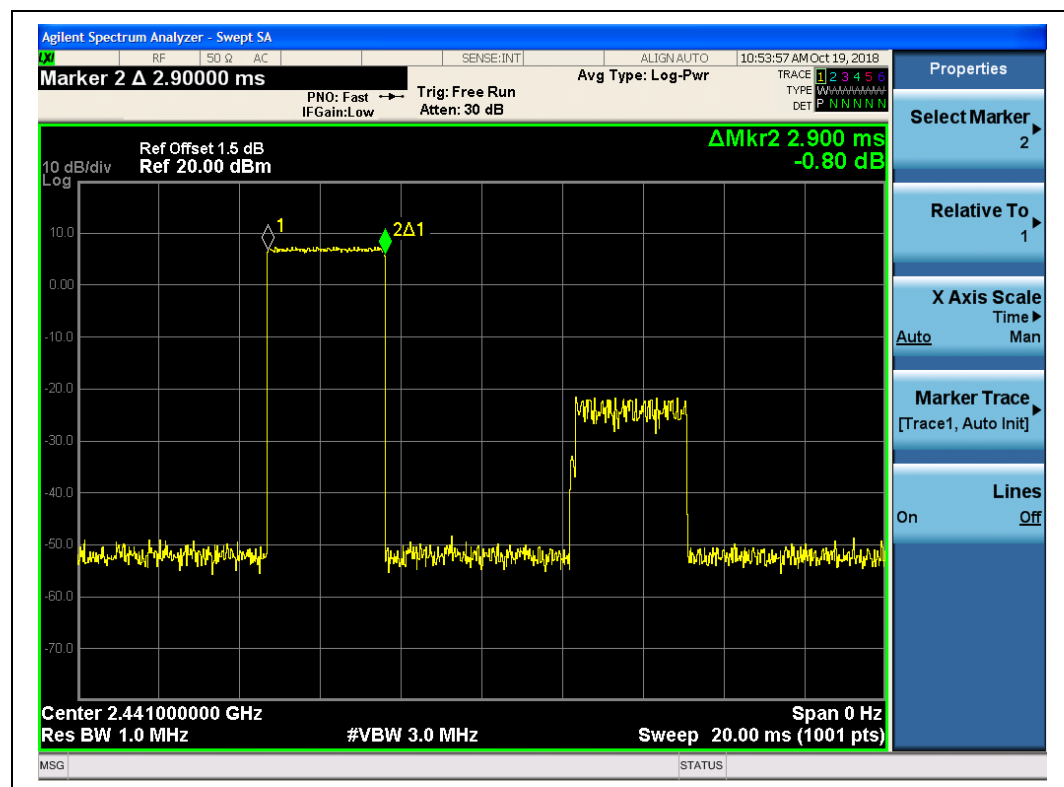 Agilent Spectrum Analyzer - Swept SA
LXI RF 50 Ω AC SENSE:INT ALIGN AUTO 10:53:57 AM Oct 19, 2018
Marker 2 Δ 2.90000 ms
PNO: Fast
IFGain:Low
Trig: Free Run
Atten: 30 dB
Avg Type: Log-Pwr
TRACE 1 2 3 4 5 6
TYPE
DET P N N N N N
ΔMkr2 2.900 ms
-0.80 dB
Ref Offset 1.5 dB
10 dB/div Ref 20.00 dBm
Log
1
2Δ1
10.0
0.00
-10.0
-20.0
-30.0
-40.0
-50.0
-60.0
-70.0
Center 2.441000000 GHz Span 0 Hz
Res BW 1.0 MHz #VBW 3.0 MHz Sweep 20.00 ms (1001 pts)
MSG STATUS
Properties
Select Marker
2
Relative To
1
X Axis Scale
Time
Auto Man
Marker Trace
[Trace1, Auto Init]
Lines
On Off